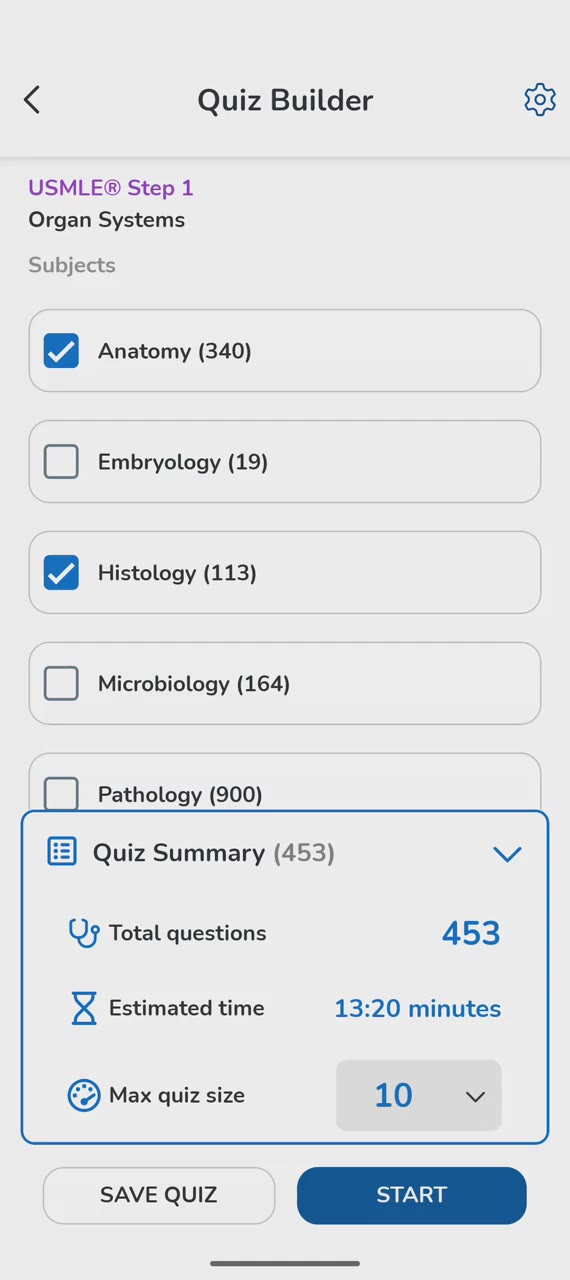 Quiz Builder
USMLE® Step 1
Organ Systems
Subjects
Anatomy (340)
Embryology (19)
Histology (113)
Microbiology (164)
Pathology (900)
Quiz Summary (453)
Total questions 453
Estimated time 13:20 minutes
Max quiz size 10
SAVE QUIZ START